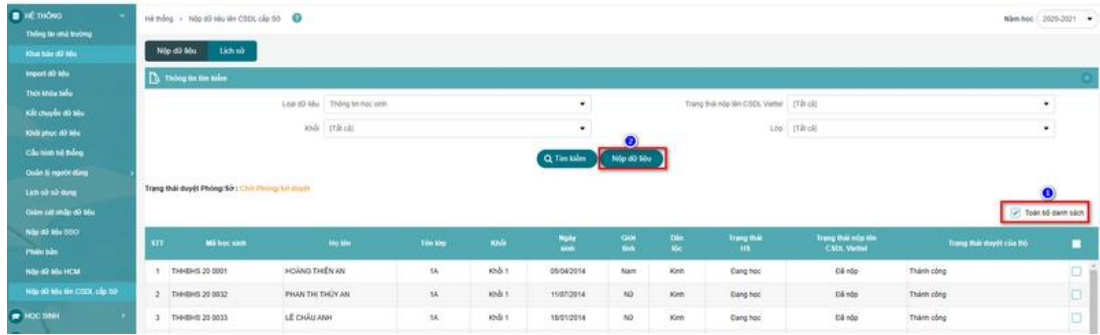 HỆ THỐNG
Thông tin nhà trường
Khai báo dữ liệu
Import dữ liệu
Thời khóa biểu
Kết chuyển dữ liệu
Khôi phục dữ liệu
Cấu hình hệ thống
Quản lý người dùng
Lịch sử sử dụng
Giám sát nhập dữ liệu
Nộp dữ liệu SSO
Phiên bản
Nộp dữ liệu HCM
Nộp dữ liệu lên CSDL cấp Sở
HỌC SINH
Hệ thống > Nộp dữ liệu lên CSDL cấp Sở ?
Năm học 2020-2021
Nộp dữ liệu Lịch sử
Thông tin tìm kiếm
Loại dữ liệu Thông tin học sinh Trạng thái nộp lên CSDL Viettel [Tất cả]
Khối [Tất cả] Lớp [Tất cả]
2
Tìm kiếm Nộp dữ liệu
Trạng thái duyệt Phòng/Sở: Chờ Phòng/Sở duyệt
1
Toàn bộ danh sách
STT Mã học sinh Họ tên Tên lớp Khối Ngày sinh Giới tính Dân tộc Trạng thái HS Trạng thái nộp lên CSDL Viettel Trạng thái duyệt của Bộ
1 THHBHS 20 0001 HOÀNG THIÊN AN 1A Khối 1 05/04/2014 Nam Kinh Đang học Đã nộp Thành công
2 THHBHS 20 0032 PHAN THỊ THÚY AN 1A Khối 1 11/07/2014 Nữ Kinh Đang học Đã nộp Thành công
3 THHBHS 20 0033 LÊ CHÂU ANH 1A Khối 1 18/01/2014 Nữ Kinh Đang học Đã nộp Thành công